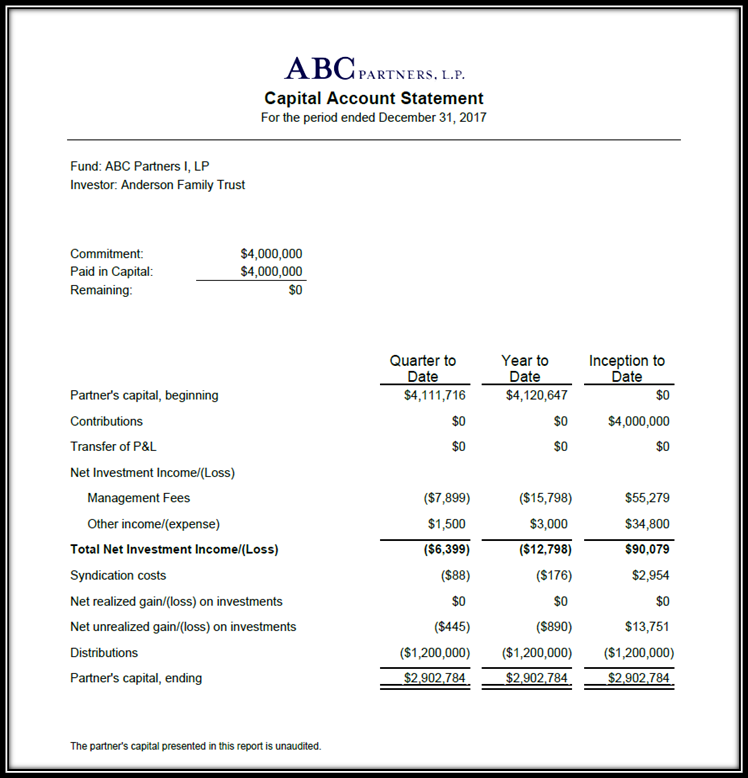 ABC PARTNERS, L.P.
Capital Account Statement
For the period ended December 31, 2017
Fund: ABC Partners I, LP
Investor: Anderson Family Trust
Commitment: $4,000,000
Paid in Capital: $4,000,000
Remaining: $0
Quarter to Date Year to Date Inception to Date
Partner's capital, beginning $4,111,716 $4,120,647 $0
Contributions $0 $0 $4,000,000
Transfer of P&L $0 $0 $0
Net Investment Income/(Loss)
Management Fees ($7,899) ($15,798) $55,279
Other income/(expense) $1,500 $3,000 $34,800
Total Net Investment Income/(Loss) ($6,399) ($12,798) $90,079
Syndication costs ($88) ($176) $2,954
Net realized gain/(loss) on investments $0 $0 $0
Net unrealized gain/(loss) on investments ($445) ($890) $13,751
Distributions ($1,200,000) ($1,200,000) ($1,200,000)
Partner's capital, ending $2,902,784 $2,902,784 $2,902,784
The partner's capital presented in this report is unaudited.